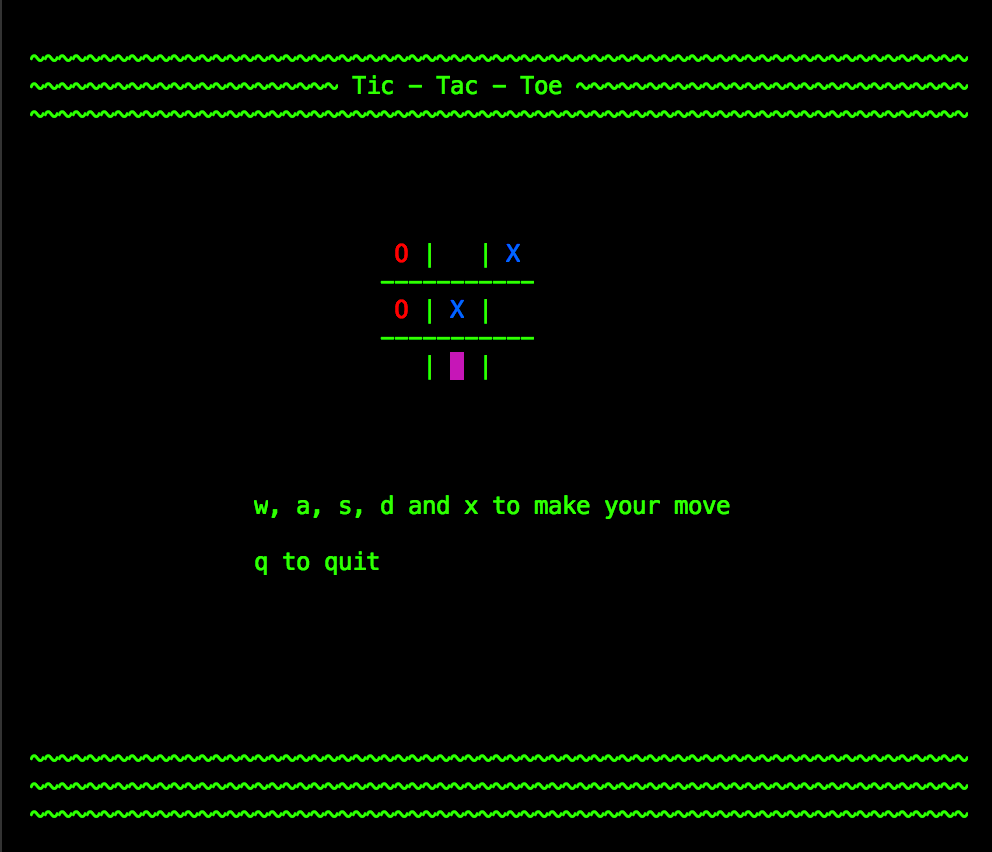 ~~~~~~~~~~~~~~~~~~~~~~~~~~~~~~~~~~~~~~~~~~~~~~~~~~~~~~~~~~~~~~~~~~~
~~~~~~~~~~~~~~~~~~~~~~ Tic - Tac - Toe ~~~~~~~~~~~~~~~~~~~~~~~~~~~~
~~~~~~~~~~~~~~~~~~~~~~~~~~~~~~~~~~~~~~~~~~~~~~~~~~~~~~~~~~~~~~~~~~~
O |   | X
-----------
O | X |
-----------
  |   |
w, a, s, d and x to make your move
q to quit
~~~~~~~~~~~~~~~~~~~~~~~~~~~~~~~~~~~~~~~~~~~~~~~~~~~~~~~~~~~~~~~~~~~
~~~~~~~~~~~~~~~~~~~~~~~~~~~~~~~~~~~~~~~~~~~~~~~~~~~~~~~~~~~~~~~~~~~
~~~~~~~~~~~~~~~~~~~~~~~~~~~~~~~~~~~~~~~~~~~~~~~~~~~~~~~~~~~~~~~~~~~